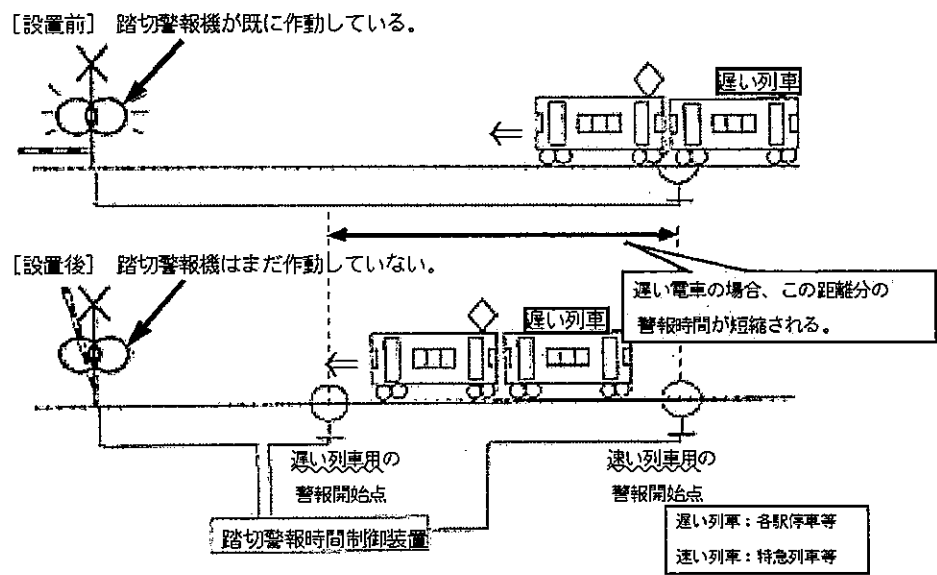 [設置前] 踏切警報機が既に作動している。
遅い列車
[設置後] 踏切警報機はまだ作動していない。
遅い電車の場合、この距離分の
警報時間が短縮される。
遅い列車
遅い列車用の
警報開始点
速い列車用の
警報開始点
踏切警報時間制御装置
遅い列車：各駅停車等
速い列車：特急列車等